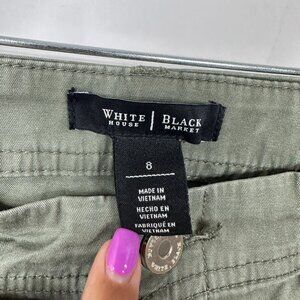 WHITE | BLACK
HOUSE | MARKET
8
MADE IN
VIETNAM
HECHO EN
VIETNAM
FABRIQUÉ EN
VIETNAM